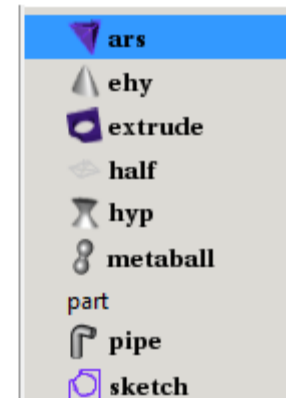 ars
ehy
extrude
half
hyp
metaball
part
pipe
sketch